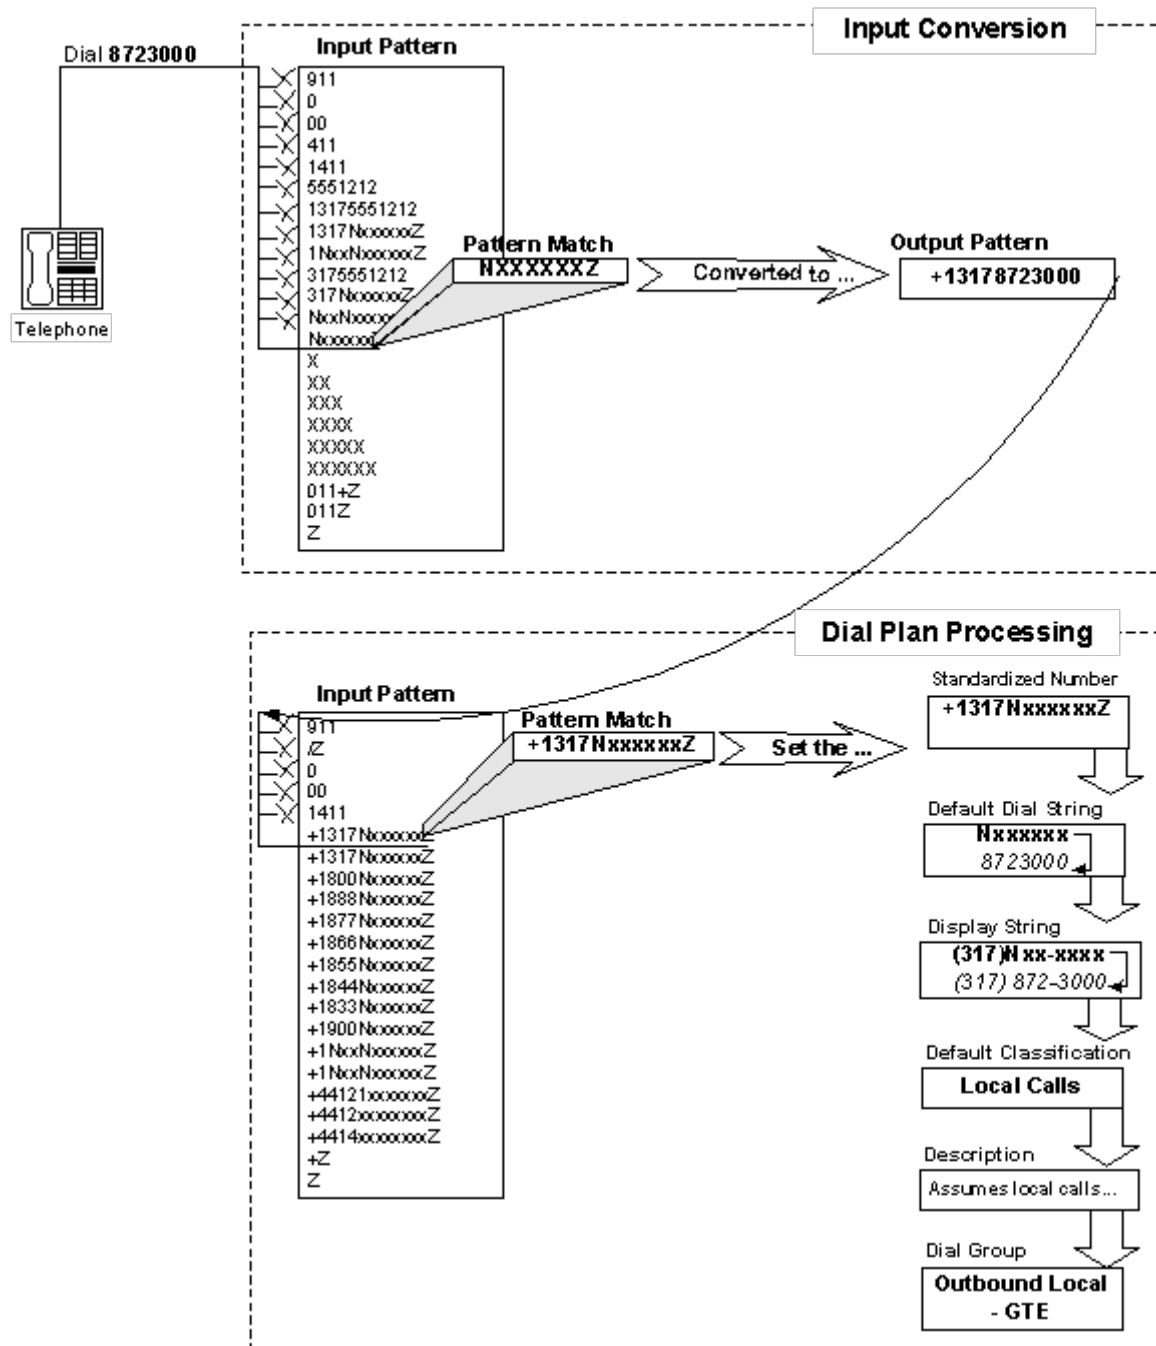 Input Conversion
Input Pattern
Dial 8723000
911
0
00
411
1411
5551212
13175551212
1317NxxxxxxZ
1NxxNxxxxxxZ
3175551212
317NxxxxxxZ
NxxNxxxxxx
Nxxxxxx
X
XX
XXX
XXXX
XXXXX
XXXXXX
011+Z
011Z
Z
Pattern Match
NXXXXXXZ
Converted to ...
Output Pattern
+13178723000
Telephone
Dial Plan Processing
Input Pattern
911
/Z
0
00
1411
+1317NxxxxxxZ
+1317NxxxxxxZ
+1800NxxxxxxZ
+1888NxxxxxxZ
+1877NxxxxxxZ
+1866NxxxxxxZ
+1855NxxxxxxZ
+1844NxxxxxxZ
+1833NxxxxxxZ
+1900NxxxxxxZ
+1NxxNxxxxxxZ
+1NxxNxxxxxxZ
+44121xxxxxxxZ
+4412xxxxxxxxZ
+4414xxxxxxxxZ
+Z
Z
Pattern Match
+1317NxxxxxxZ
Set the ...
Standardized Number
+1317NxxxxxxZ
Default Dial String
Nxxxxxx
8723000
Display String
(317)Nxx-xxxx
(317) 872-3000
Default Classification
Local Calls
Description
Assumes local calls...
Dial Group
Outbound Local
- GTE